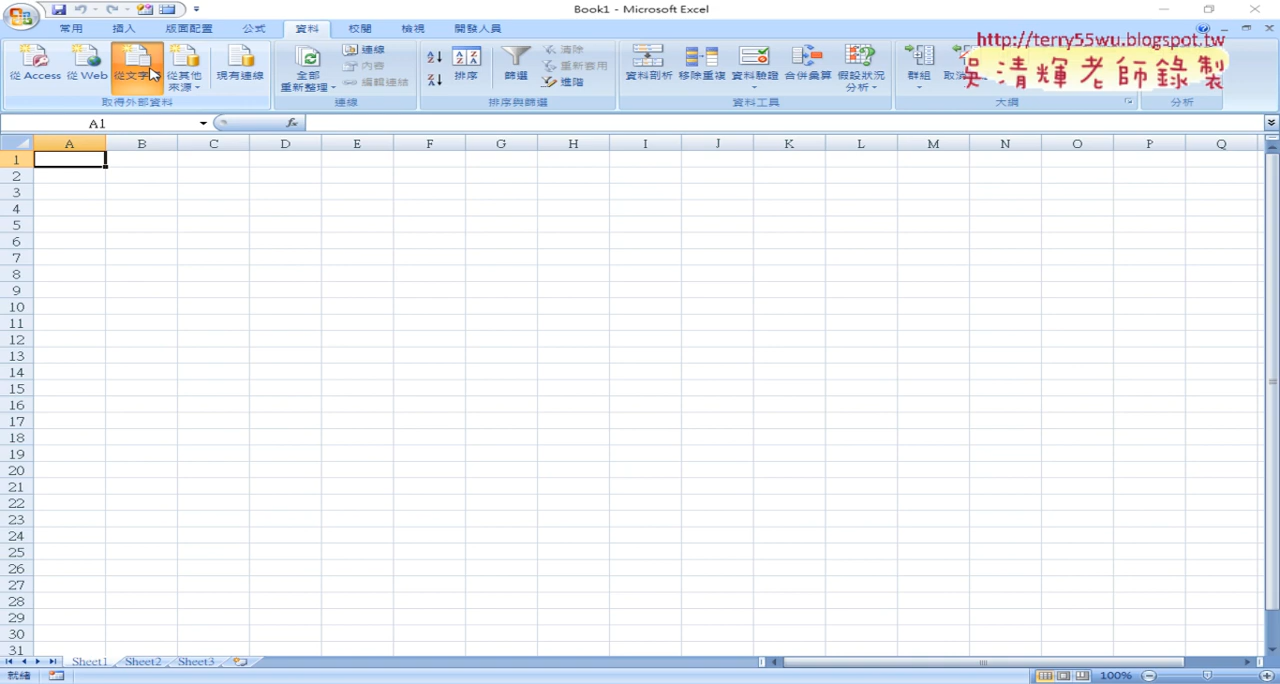 Book1 - Microsoft Excel
常用 插入 版面配置 公式 資料 校閱 檢視 開發人員
http://terry55wu.blogspot.tw
吳清輝老師錄製
從 Access 從 Web 從文字 從其他來源 現有連線
取得外部資料
全部重新整理 連線 內容 編輯連結
連線
排序 篩選 清除 重新套用 進階
排序與篩選
資料剖析 移除重複 資料驗證 合併彙算 假設狀況分析
資料工具
群組
大綱
分析
A1 fx
A B C D E F G H I J K L M N O P Q
1
2
3
4
5
6
7
8
9
10
11
12
13
14
15
16
17
18
19
20
21
22
23
24
25
26
27
28
29
30
31
Sheet1 Sheet2 Sheet3
就緒 100%